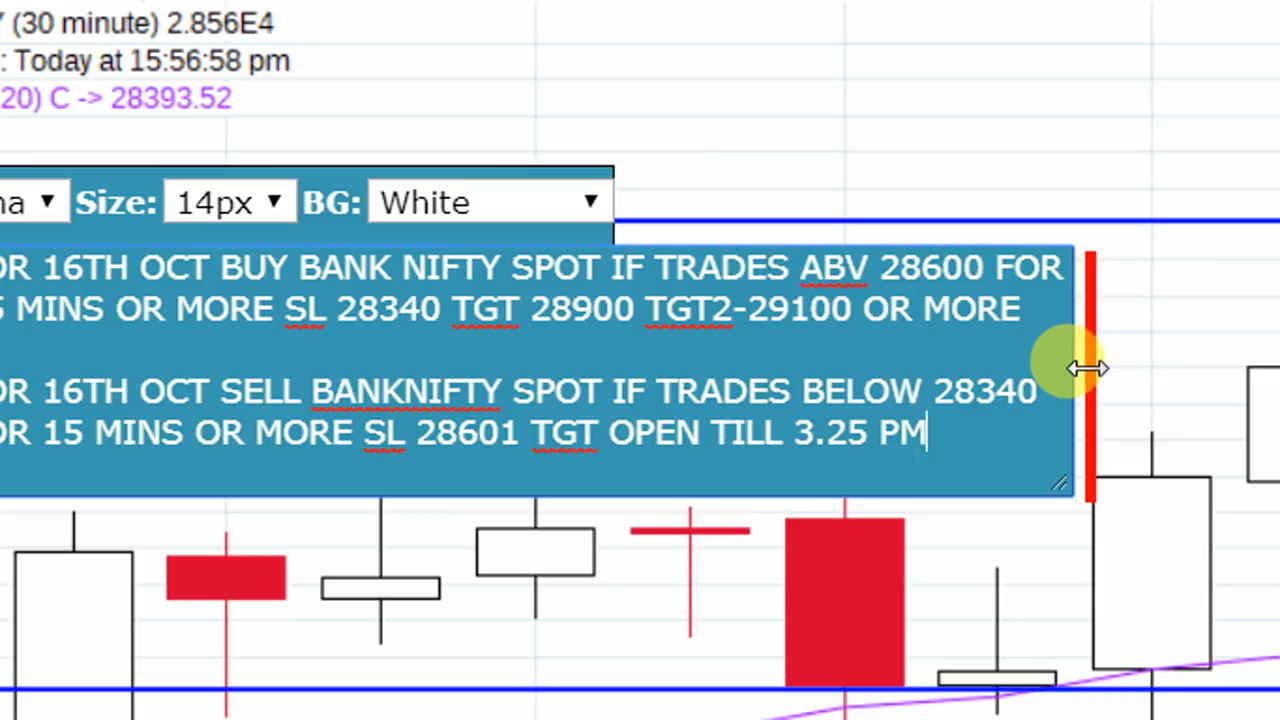 (30 minute) 2.856E4
: Today at 15:56:58 pm
20) C -> 28393.52
Size: 14px BG: White
OR 16TH OCT BUY BANK NIFTY SPOT IF TRADES ABV 28600 FOR
5 MINS OR MORE SL 28340 TGT 28900 TGT2-29100 OR MORE
OR 16TH OCT SELL BANKNIFTY SPOT IF TRADES BELOW 28340
OR 15 MINS OR MORE SL 28601 TGT OPEN TILL 3.25 PM